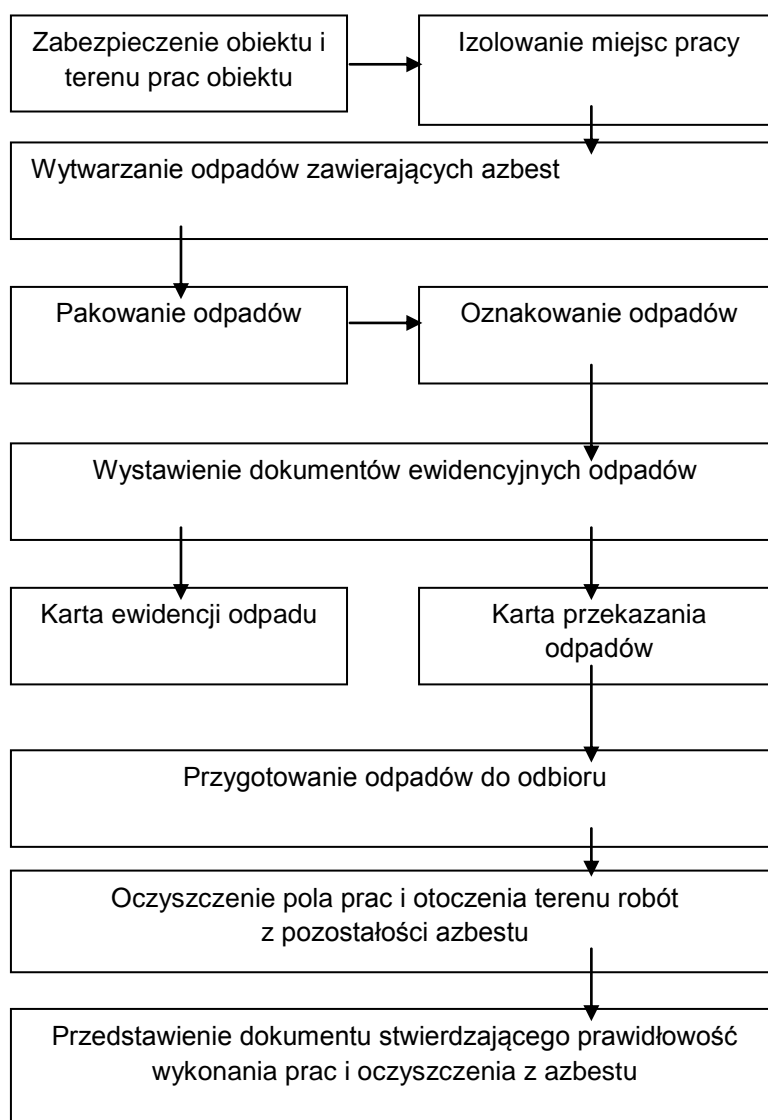 Zabezpieczenie obiektu i
terenu prac obiektu
Izolowanie miejsc pracy
Wytwarzanie odpadów zawierających azbest
Pakowanie odpadów
Oznakowanie odpadów
Wystawienie dokumentów ewidencyjnych odpadów
Karta ewidencji odpadu
Karta przekazania
odpadów
Przygotowanie odpadów do odbioru
Oczyszczenie pola prac i otoczenia terenu robót
z pozostałości azbestu
Przedstawienie dokumentu stwierdzającego prawidłowość
wykonania prac i oczyszczenia z azbestu